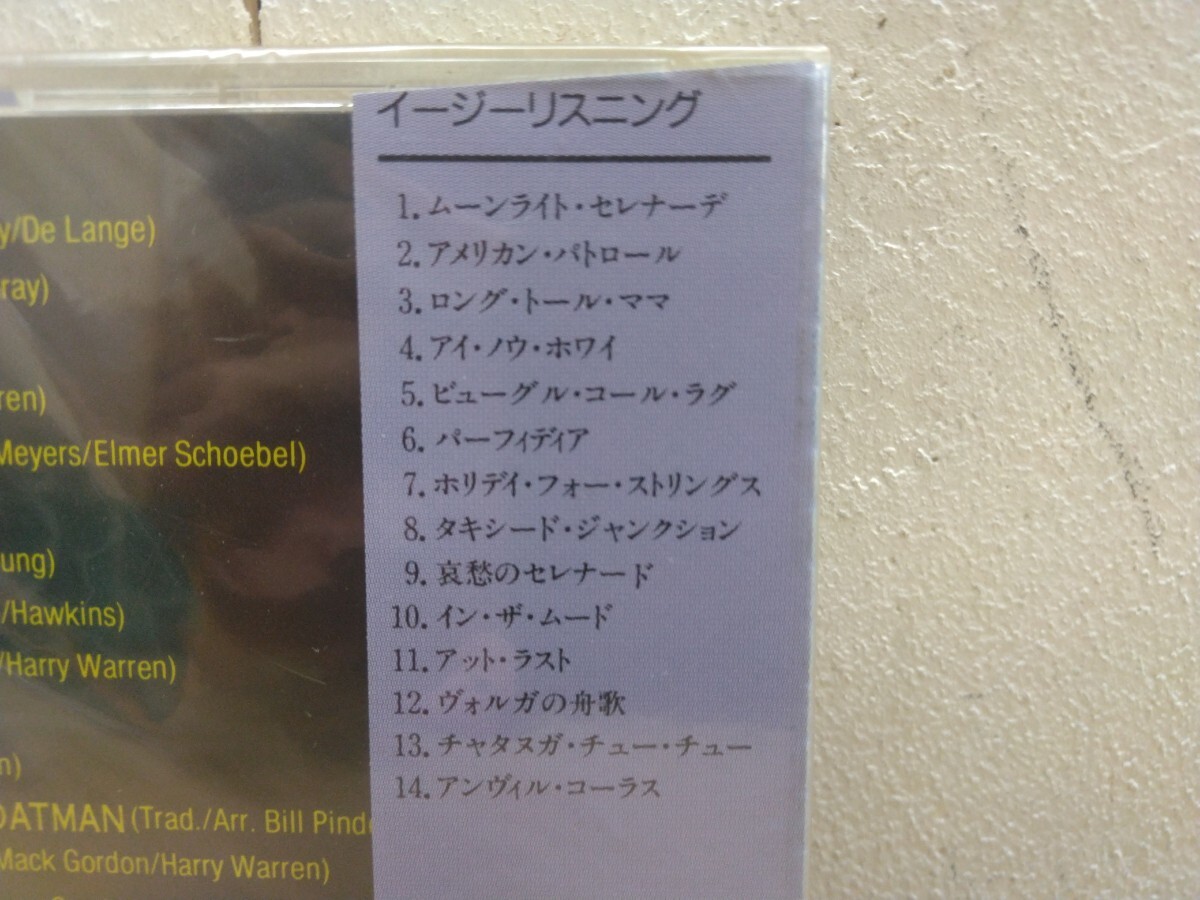 y/De Lange)
ray)
ren)
Meyers/Elmer Schoebel)
ung)
/Hawkins)
/Harry Warren)
n)
OATMAN (Trad./Arr. Bill Pind
Mack Gordon/Harry Warren)
イージーリスニング
1. ムーンライト・セレナーデ
2. アメリカン・パトロール
3. ロング・トール・ママ
4. アイ・ノウ・ホワイ
5. ビューグル・コール・ラグ
6. パーフィディア
7. ホリデイ・フォー・ストリングス
8. タキシード・ジャンクション
9. 哀愁のセレナード
10. イン・ザ・ムード
11. アット・ラスト
12. ヴォルガの舟歌
13. チャタヌガ・チュー・チュー
14. アンヴィル・コーラス